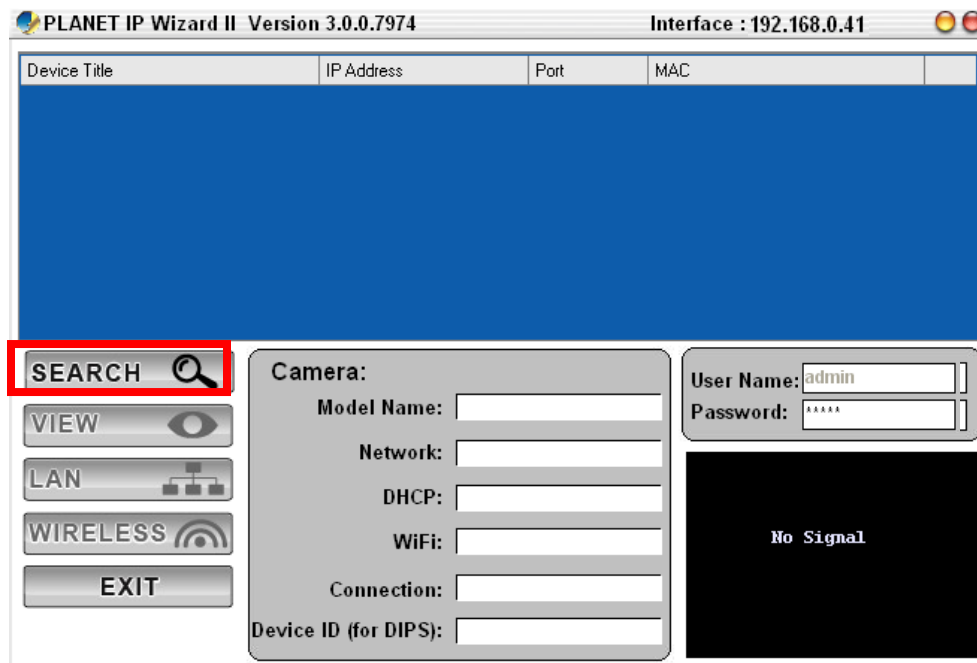 PLANET IP Wizard II Version 3.0.0.7974 Interface : 192.168.0.41
Device Title IP Address Port MAC
SEARCH
VIEW
LAN
WIRELESS
EXIT
Camera:
Model Name:
Network:
DHCP:
WiFi:
Connection:
Device ID (for DIPS):
User Name: admin
Password: *****
No Signal